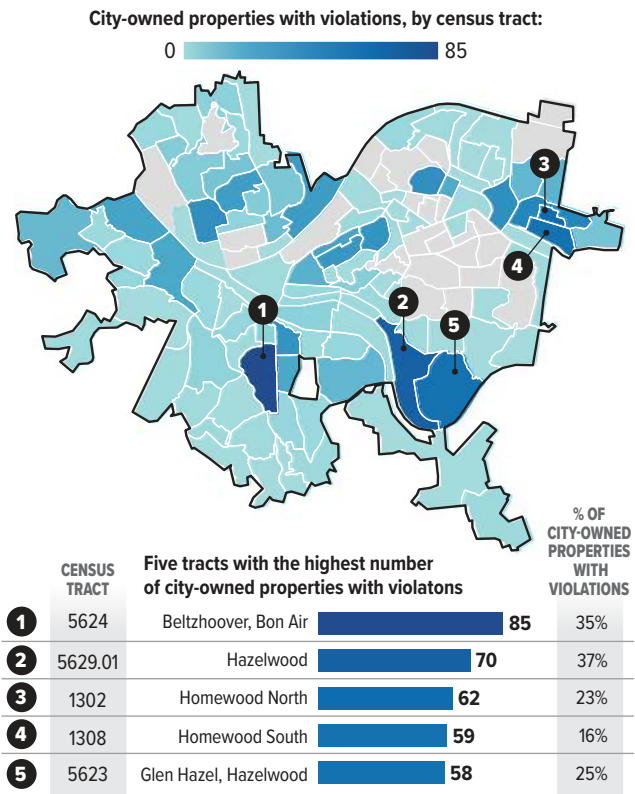 City-owned properties with violations, by census tract:
0 85
3
4
2
5
1
% OF
CITY-OWNED
PROPERTIES
WITH
VIOLATIONS
CENSUS
TRACT
Five tracts with the highest number
of city-owned properties with violatons
1 5624 Beltzhoover, Bon Air 85 35%
2 5629.01 Hazelwood 70 37%
3 1302 Homewood North 62 23%
4 1308 Homewood South 59 16%
5 5623 Glen Hazel, Hazelwood 58 25%